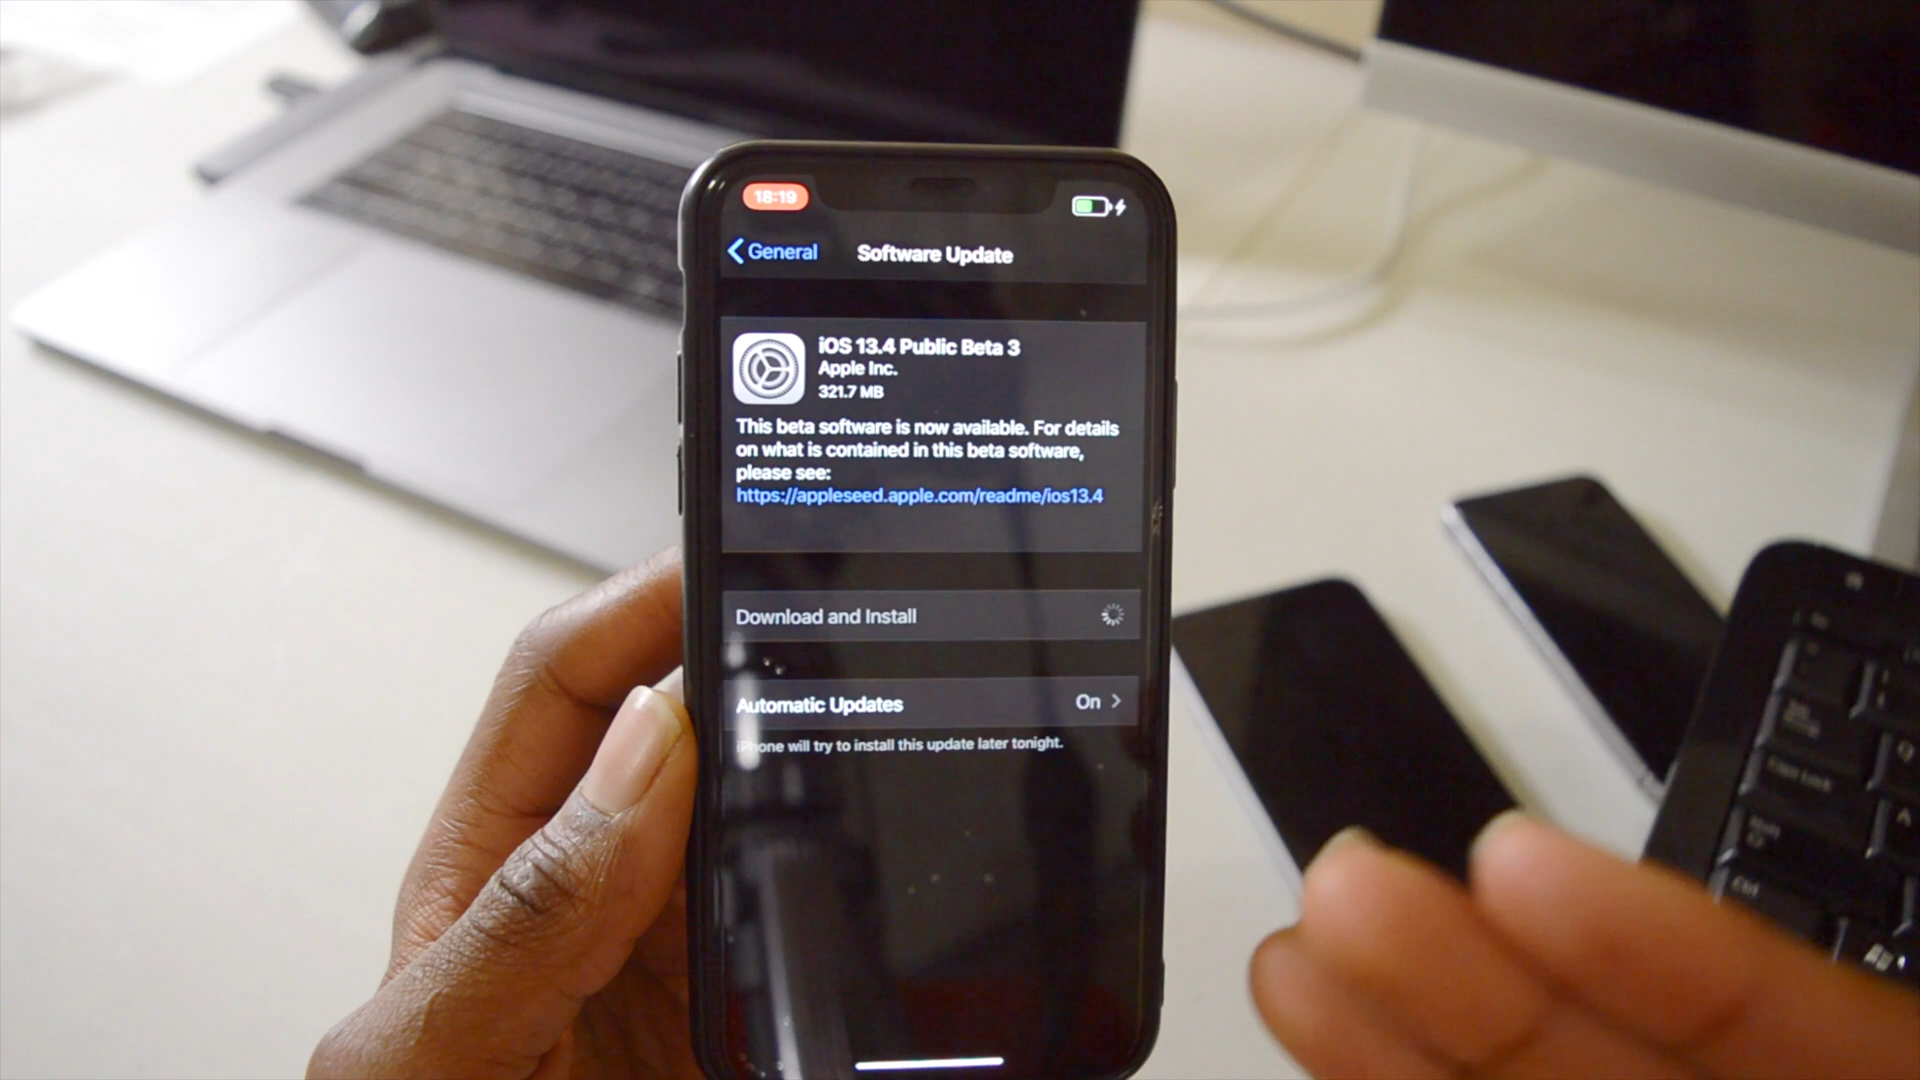 18:19
General
Software Update
iOS 13.4 Public Beta 3
Apple Inc.
321.7 MB
This beta software is now available. For details
on what is contained in this beta software,
please see:
https://appleseed.apple.com/readme/ios13.4
Download and Install
Automatic Updates
On
iPhone will try to install this update later tonight.
Q
A
Ctrl